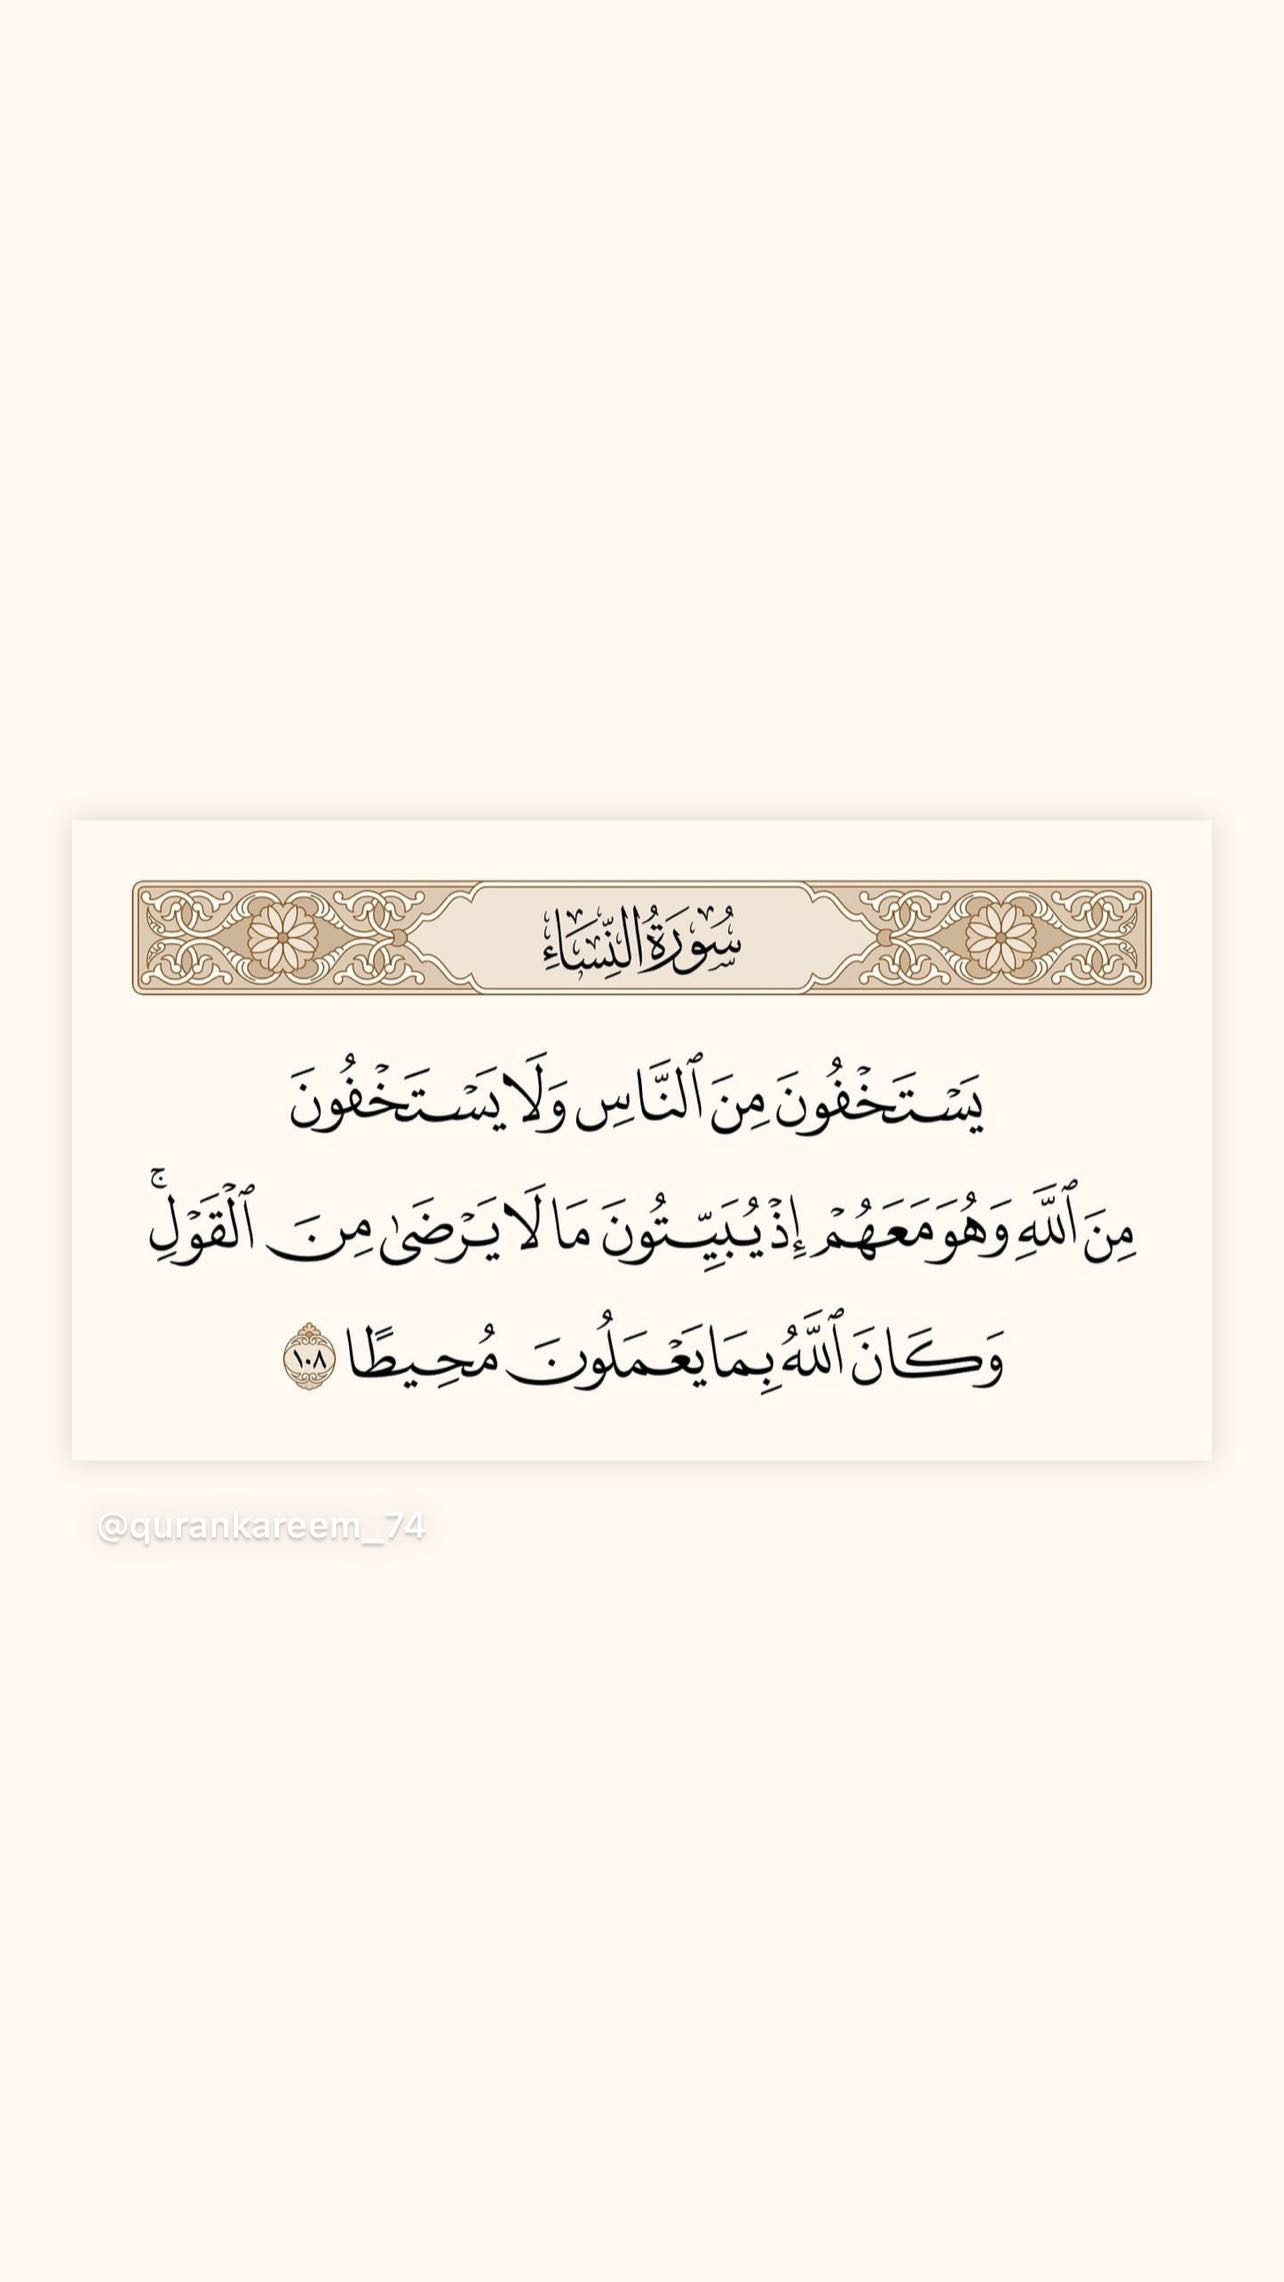 سُورَةُ النِّسَاءِ
يَسْتَخْفُونَ مِنَ ٱلنَّاسِ وَلَا يَسْتَخْفُونَ
مِنَ ٱللَّهِ وَهُوَ مَعَهُمْ إِذْ يُبَيِّتُونَ مَا لَا يَرْضَىٰ مِنَ ٱلْقَوْلِ ۚ
وَكَانَ ٱللَّهُ بِمَا يَعْمَلُونَ مُحِيطًا ١٠٨
@qurankareem_74